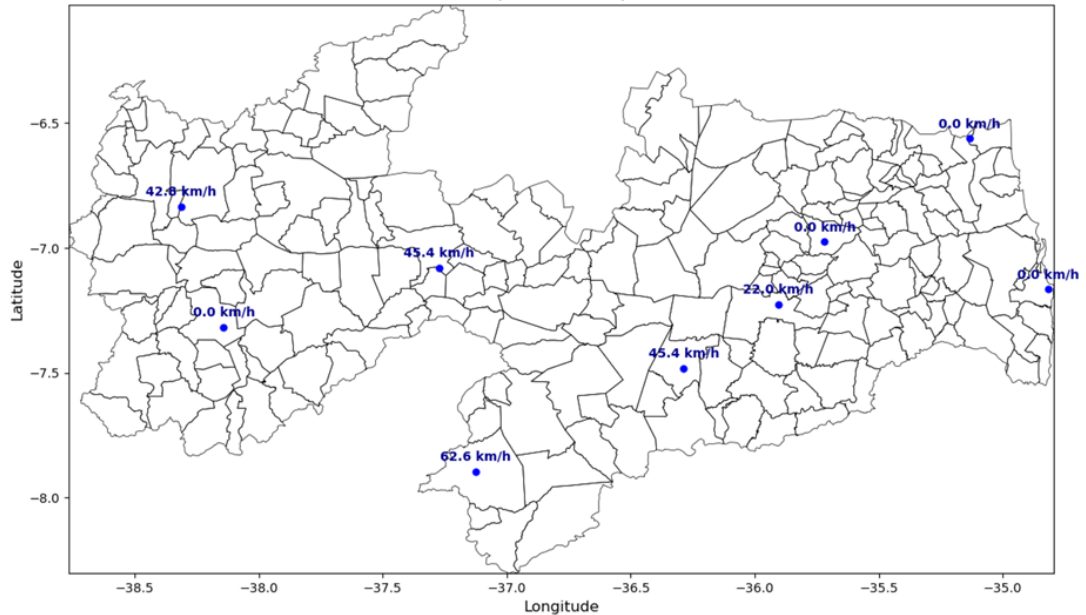 −6.5
0.0 km/h
42.8 km/h
−7.0
45.4 km/h
0.0 km/h
0.0 km/h
22.0 km/h
0.0 km/h
45.4 km/h
−7.5
62.6 km/h
−8.0
−38.5
−38.0
−37.5
−37.0
−36.5
−36.0
−35.5
−35.0
Longitude
Latitude